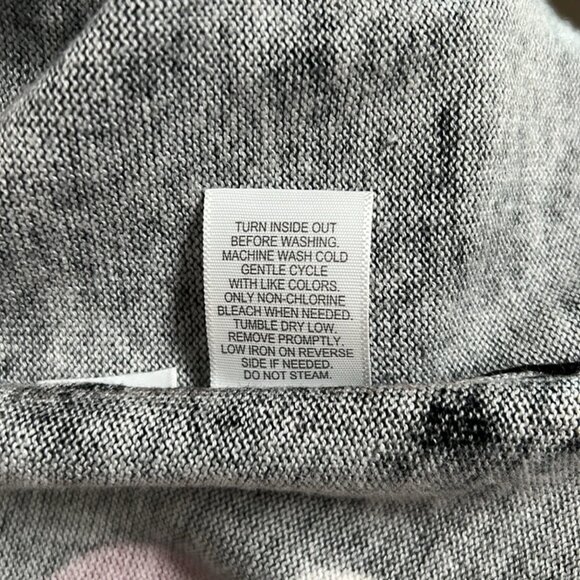 TURN INSIDE OUT
BEFORE WASHING.
MACHINE WASH COLD
GENTLE CYCLE
WITH LIKE COLORS.
ONLY NON-CHLORINE
BLEACH WHEN NEEDED.
TUMBLE DRY LOW.
REMOVE PROMPTLY.
LOW IRON ON REVERSE
SIDE IF NEEDED.
DO NOT STEAM.